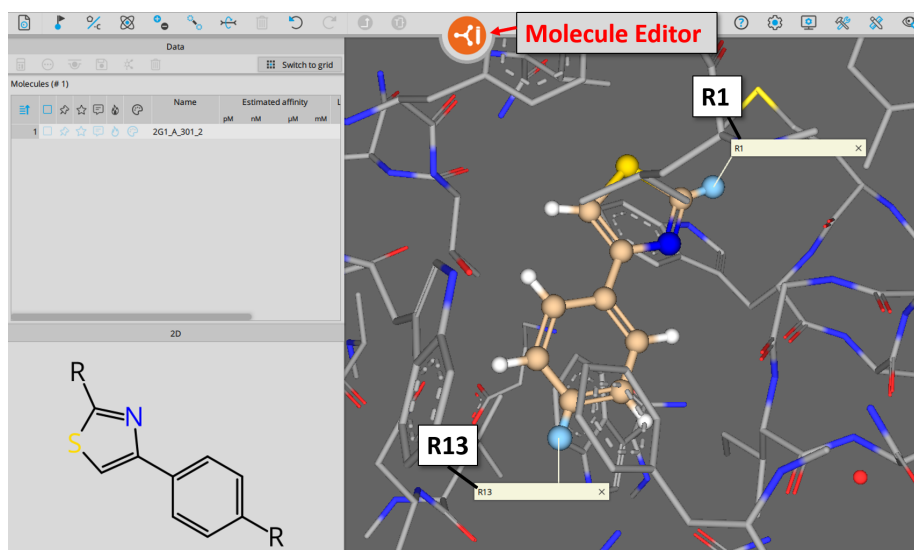 Molecule Editor
Data
Switch to grid
Molecules (# 1)
Name
Estimated affinity
L
pM nM µM mM
1 2G1_A_301_2
R1
R1
2D
R
N
S
R
R13
R13